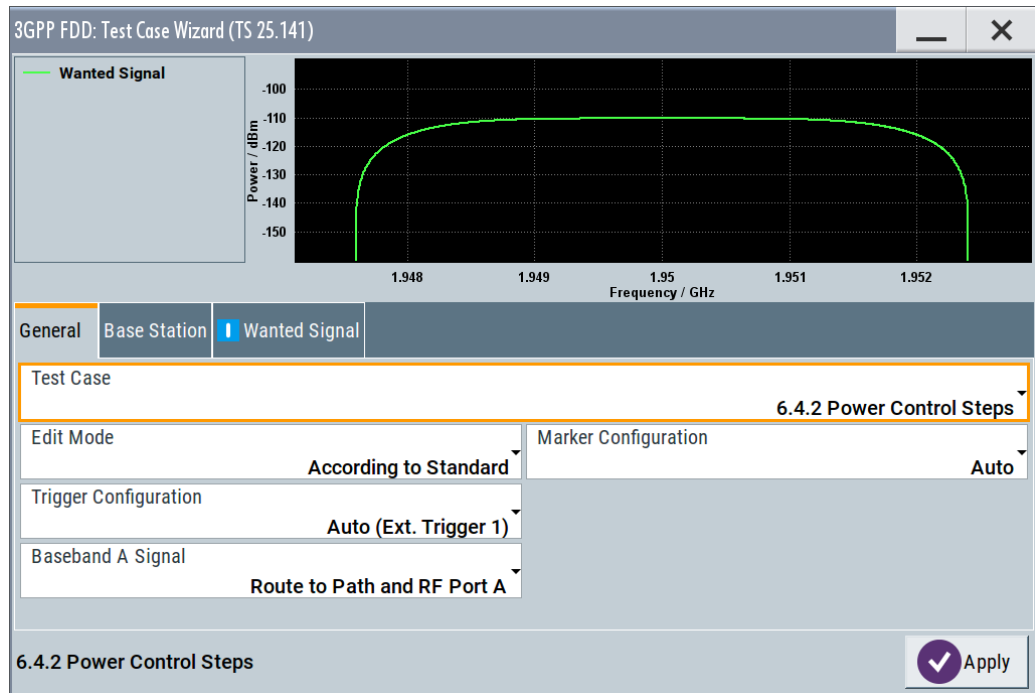 3GPP FDD: Test Case Wizard (TS 25.141)
Wanted Signal
Power / dBm
-100
-110
-120
-130
-140
-150
1.948 1.949 1.95 1.951 1.952
Frequency / GHz
General Base Station Wanted Signal
Test Case
6.4.2 Power Control Steps
Edit Mode
According to Standard
Marker Configuration
Auto
Trigger Configuration
Auto (Ext. Trigger 1)
Baseband A Signal
Route to Path and RF Port A
6.4.2 Power Control Steps
Apply